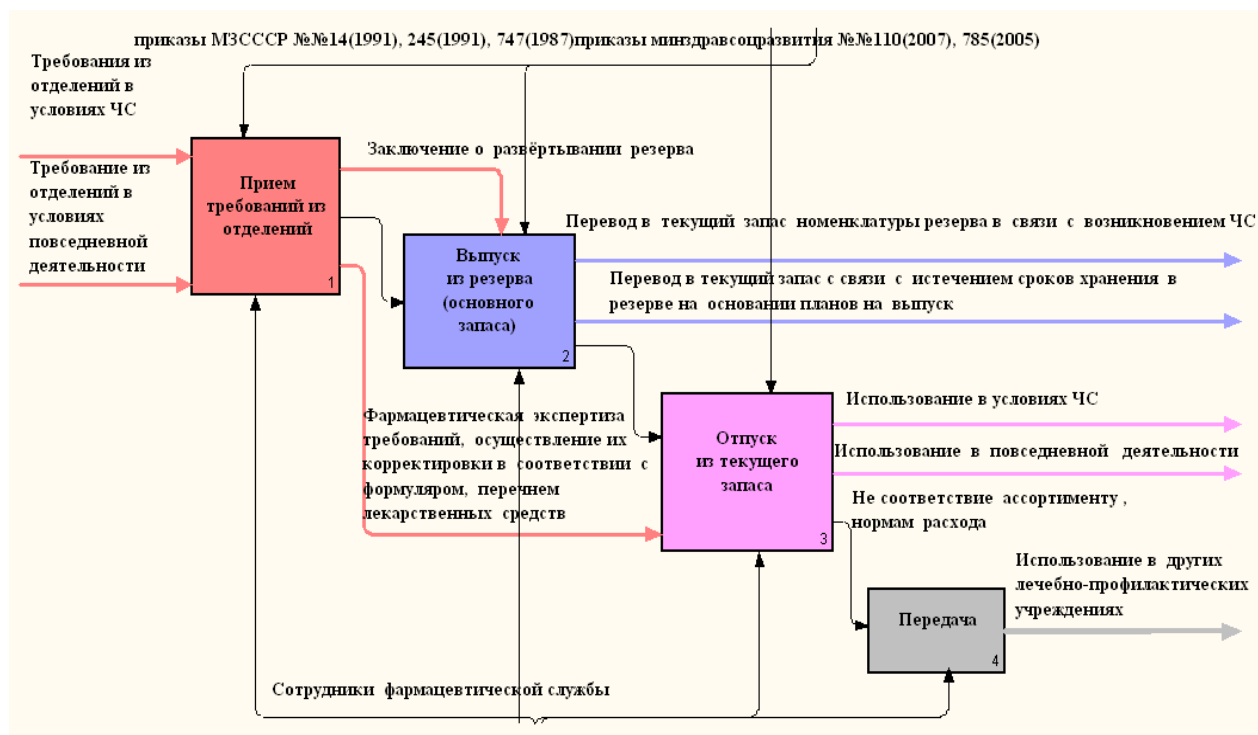 приказы МЗСССР №№14(1991), 245(1991), 747(1987)приказы минздравсоцразвития №№110(2007), 785(2005)
Требования из
отделений в
условиях ЧС
Требование из
отделений в
условиях
повседневной
деятельности
Прием
требований из
отделений
1
Заключение о развёртывании резерва
Выпуск
из резерва
(основного
запаса)
2
Перевод в текущий запас номенклатуры резерва в связи с возникновением ЧС
Перевод в текущий запас с связи с истечением сроков хранения в
резерве на основании планов на выпуск
Фармацевтическая экспертиза
требований, осуществление их
корректировки в соответствии с
формуляром, перечнем
лекарственных средств
Отпуск
из текущего
запаса
3
Использование в условиях ЧС
Использование в повседневной деятельности
Не соответствие ассортименту ,
нормам расхода
Передача
4
Использование в других
лечебно-профилактических
учреждениях
Сотрудники фармацевтической службы